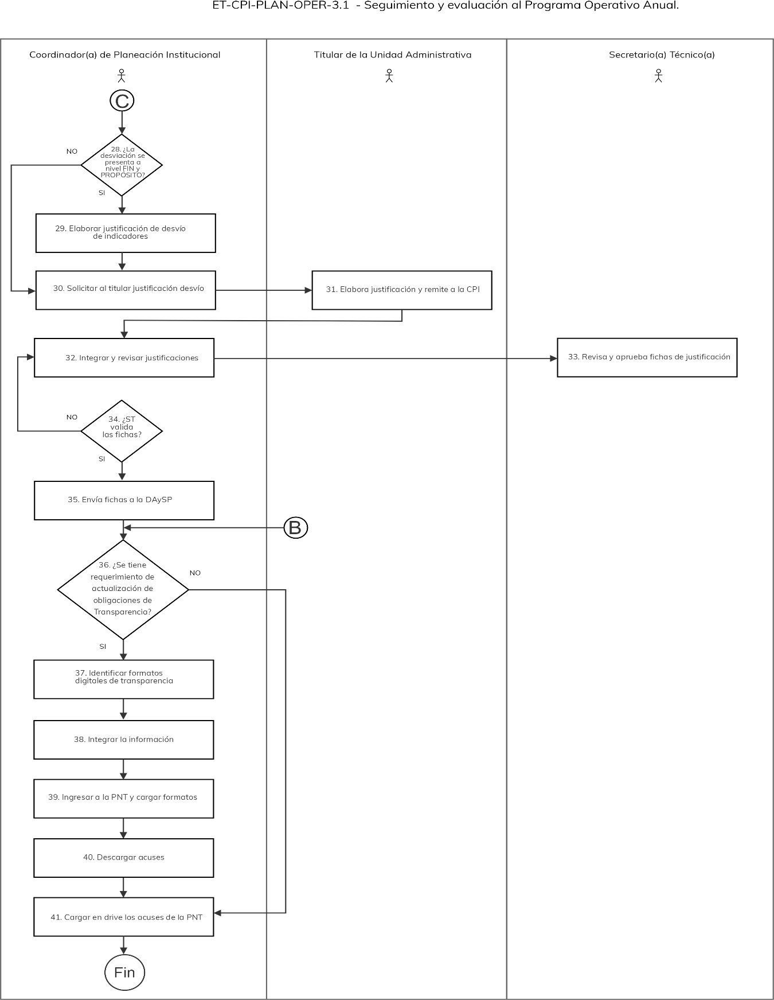 ET-CPI-PLAN-OPER-3.1 - Seguimiento y evaluación al Programa Operativo Anual.
Coordinador(a) de Planeación Institucional
Titular de la Unidad Administrativa
Secretario(a) Técnico(a)
C
28. ¿La
desviación se
presenta a
nivel FIN y
PROPÓSITO?
NO
SI
29. Elaborar justificación de desvío
de indicadores
30. Solicitar al titular justificación desvío
31. Elabora justificación y remite a la CPI
32. Integrar y revisar justificaciones
33. Revisa y aprueba fichas de justificación
34. ¿ST
valida
las fichas?
NO
SI
35. Envía fichas a la DAySP
B
36. ¿Se tiene
requerimiento de
actualización de
obligaciones de
Transparencia?
NO
SI
37. Identificar formatos
digitales de transparencia
38. Integrar la información
39. Ingresar a la PNT y cargar formatos
40. Descargar acuses
41. Cargar en drive los acuses de la PNT
Fin